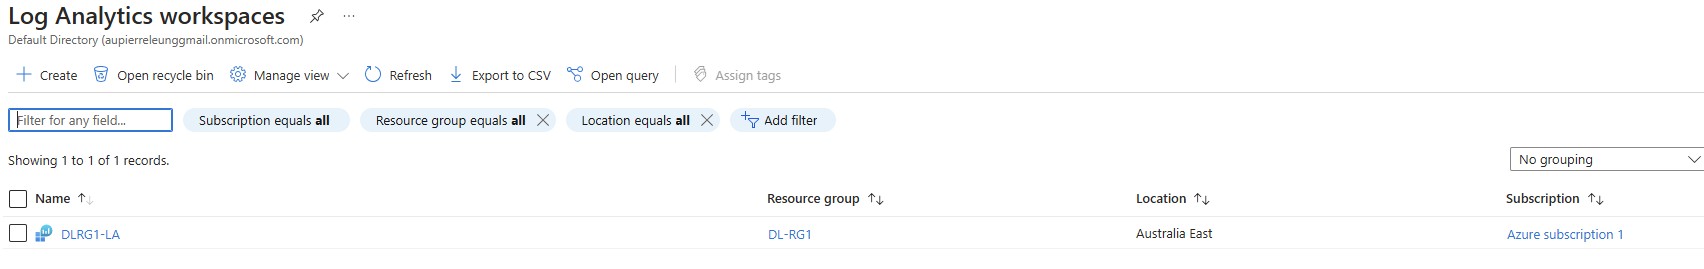 Log Analytics workspaces ...
Default Directory (aupierreleunggmail.onmicrosoft.com)
Create Open recycle bin Manage view Refresh Export to CSV Open query Assign tags
Filter for any field... Subscription equals all Resource group equals all Location equals all Add filter
Showing 1 to 1 of 1 records.
No grouping
Name Resource group Location Subscription
DLRG1-LA DL-RG1 Australia East Azure subscription 1